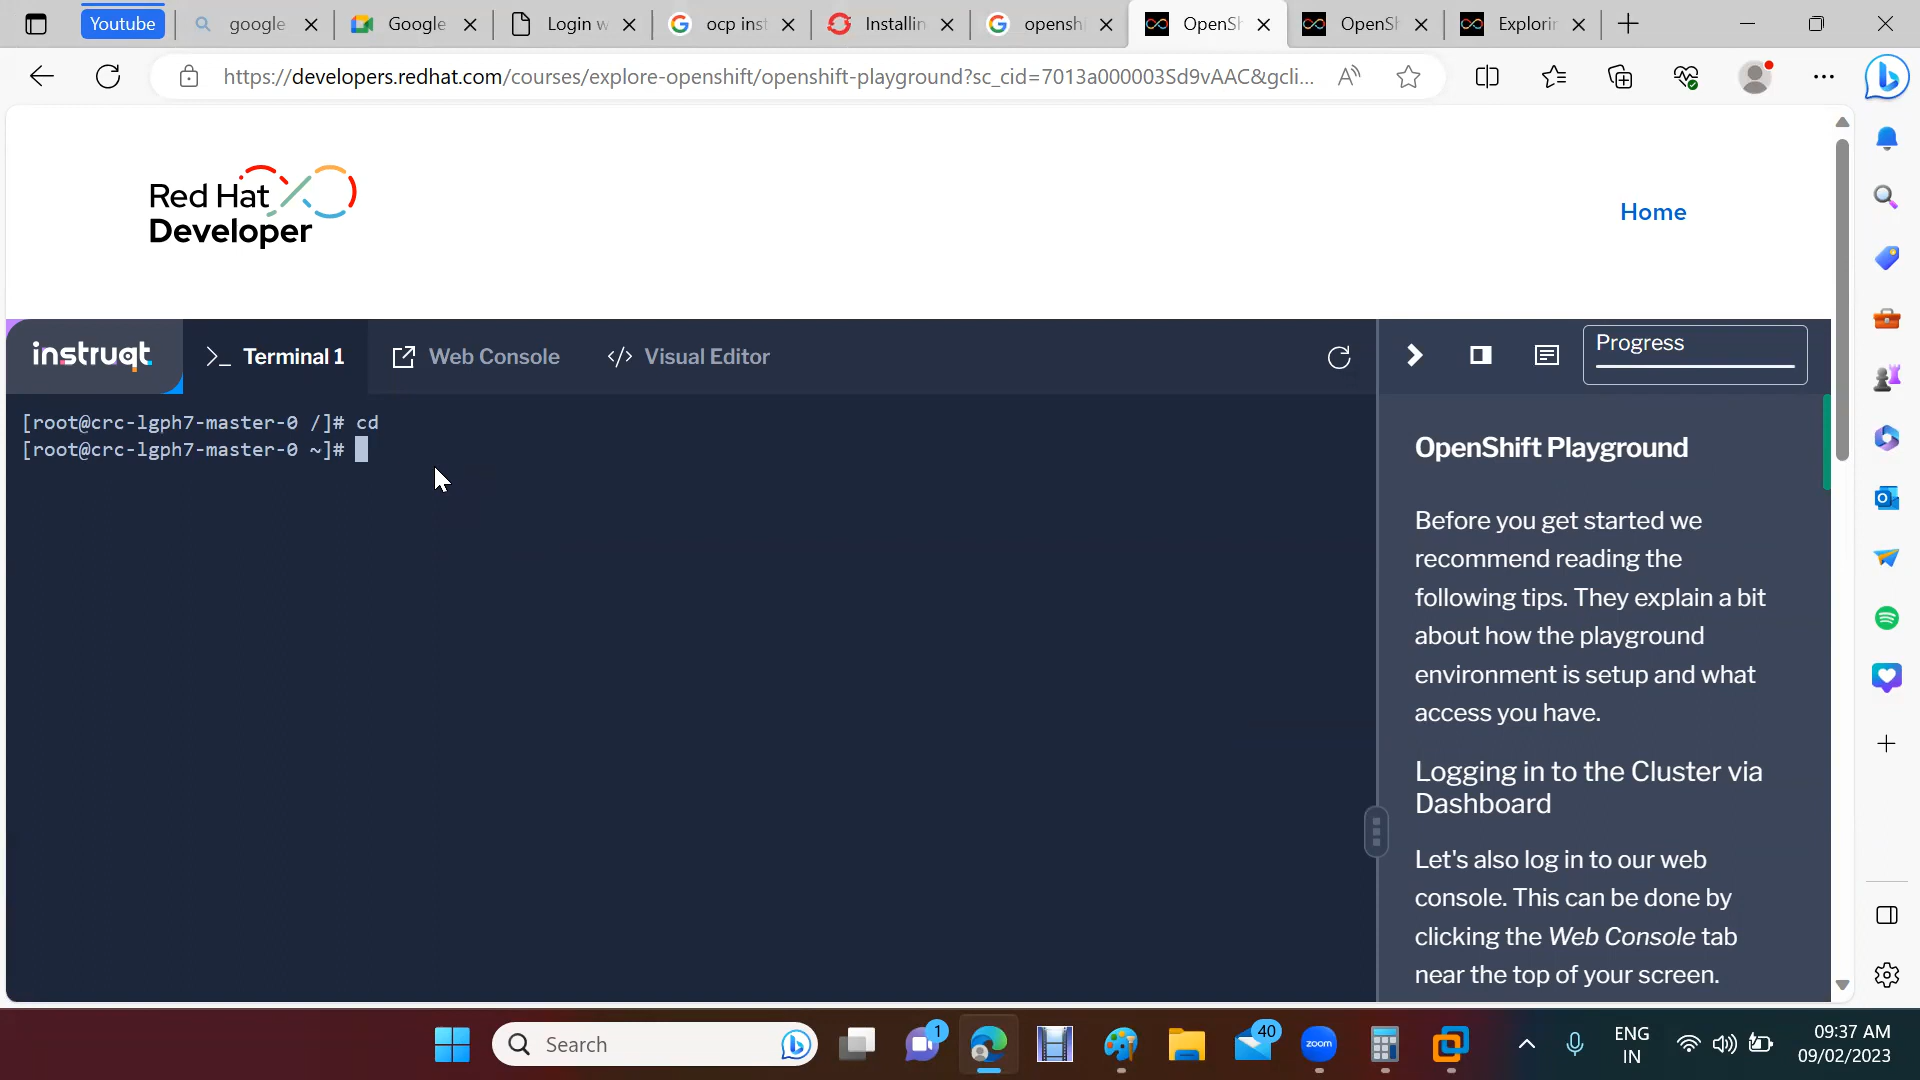 Youtube
google
Google
Login w
ocp inst
Installin
openshi
OpenSh
OpenSh
Explorin
https://developers.redhat.com/courses/explore-openshift/openshift-playground?sc_cid=7013a000003Sd9vAAC&gcli...
Red Hat
Developer
Home
instruqt
>_ Terminal 1
Web Console
</> Visual Editor
Progress
[root@crc-lgph7-master-0 /]# cd
[root@crc-lgph7-master-0 ~]#
OpenShift Playground
Before you get started we
recommend reading the
following tips. They explain a bit
about how the playground
environment is setup and what
access you have.
Logging in to the Cluster via
Dashboard
Let's also log in to our web
console. This can be done by
clicking the Web Console tab
near the top of your screen.
Search
1
40
zoom
ENG
IN
09:37 AM
09/02/2023